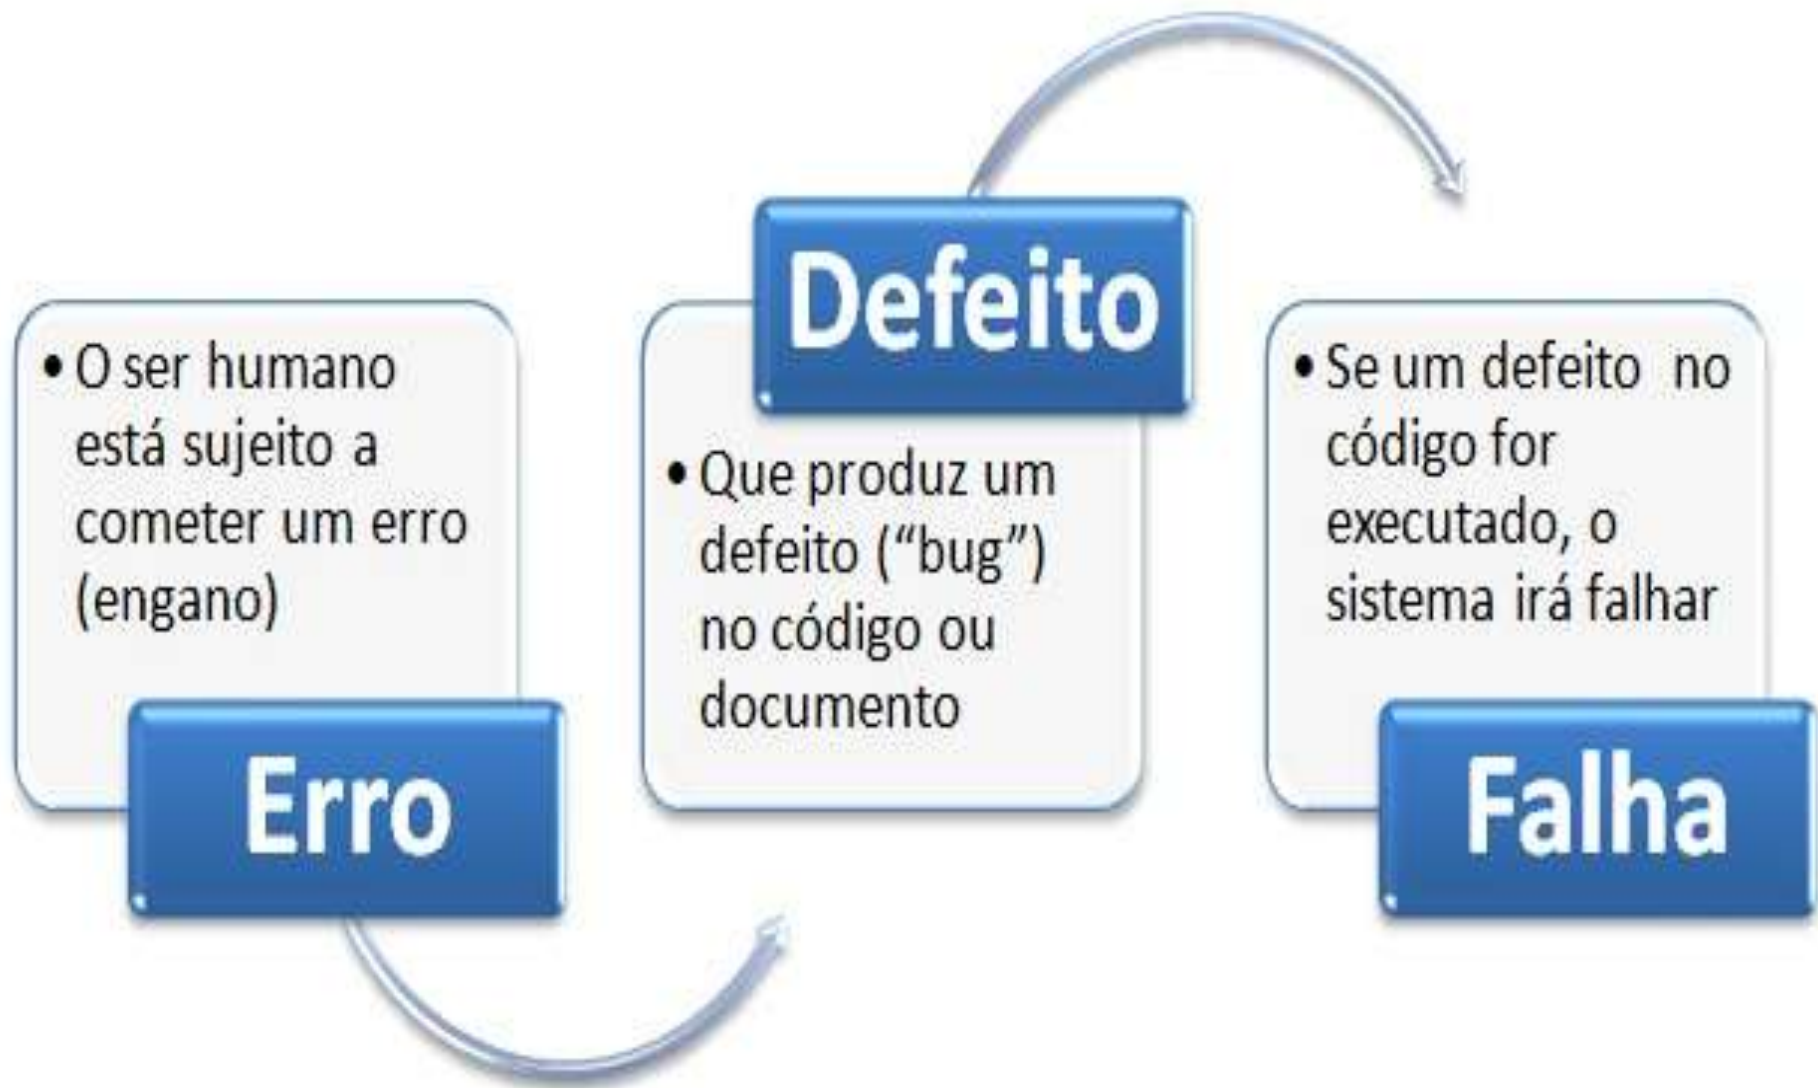 • O ser humano
está sujeito a
cometer um erro
(engano)
Erro
Defeito
• Que produz um
defeito (“bug”)
no código ou
documento
• Se um defeito no
código for
executado, o
sistema irá falhar
Falha